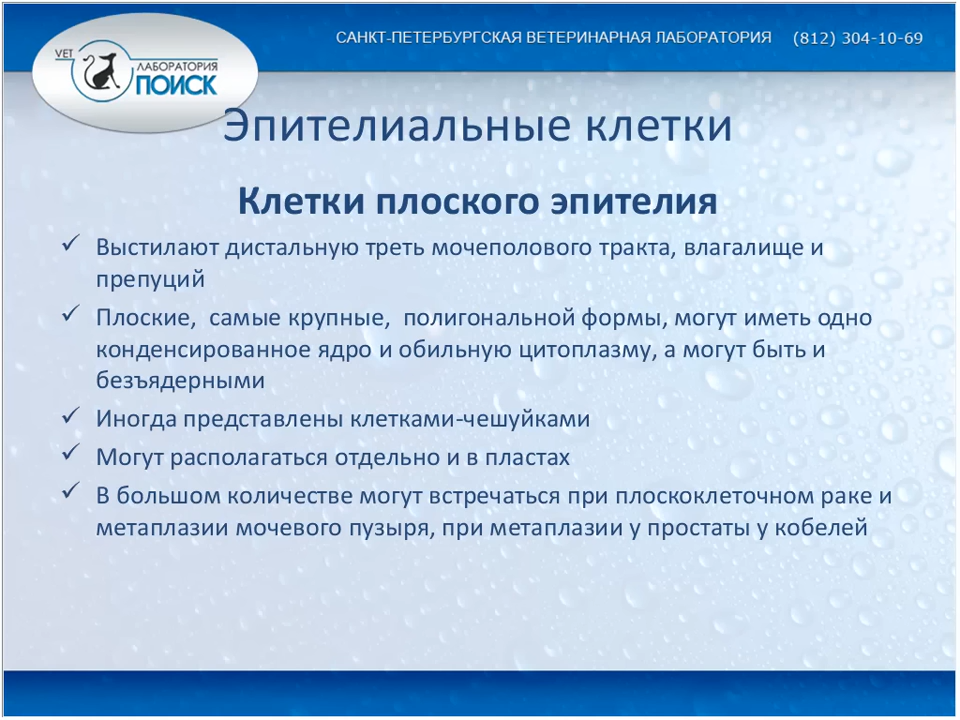 САНКТ-ПЕТЕРБУРГСКАЯ ВЕТЕРИНАРНАЯ ЛАБОРАТОРИЯ (812) 304-10-69
VET
ЛАБОРАТОРИЯ
ПОИСК
Эпителиальные клетки
Клетки плоского эпителия
✓ Выстилают дистальную треть мочеполового тракта, влагалище и
препуций
✓ Плоские, самые крупные, полигональной формы, могут иметь одно
конденсированное ядро и обильную цитоплазму, а могут быть и
безъядерными
✓ Иногда представлены клетками-чешуйками
✓ Могут располагаться отдельно и в пластах
✓ В большом количестве могут встречаться при плоскоклеточном раке и
метаплазии мочевого пузыря, при метаплазии у простаты у кобелей